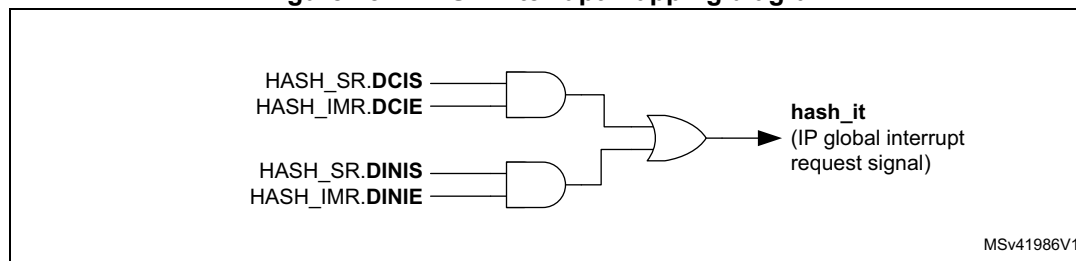 HASH_SR.DCIS
HASH_IMR.DCIE
HASH_SR.DINIS
HASH_IMR.DINIE
hash_it
(IP global interrupt
request signal)
MSv41986V1